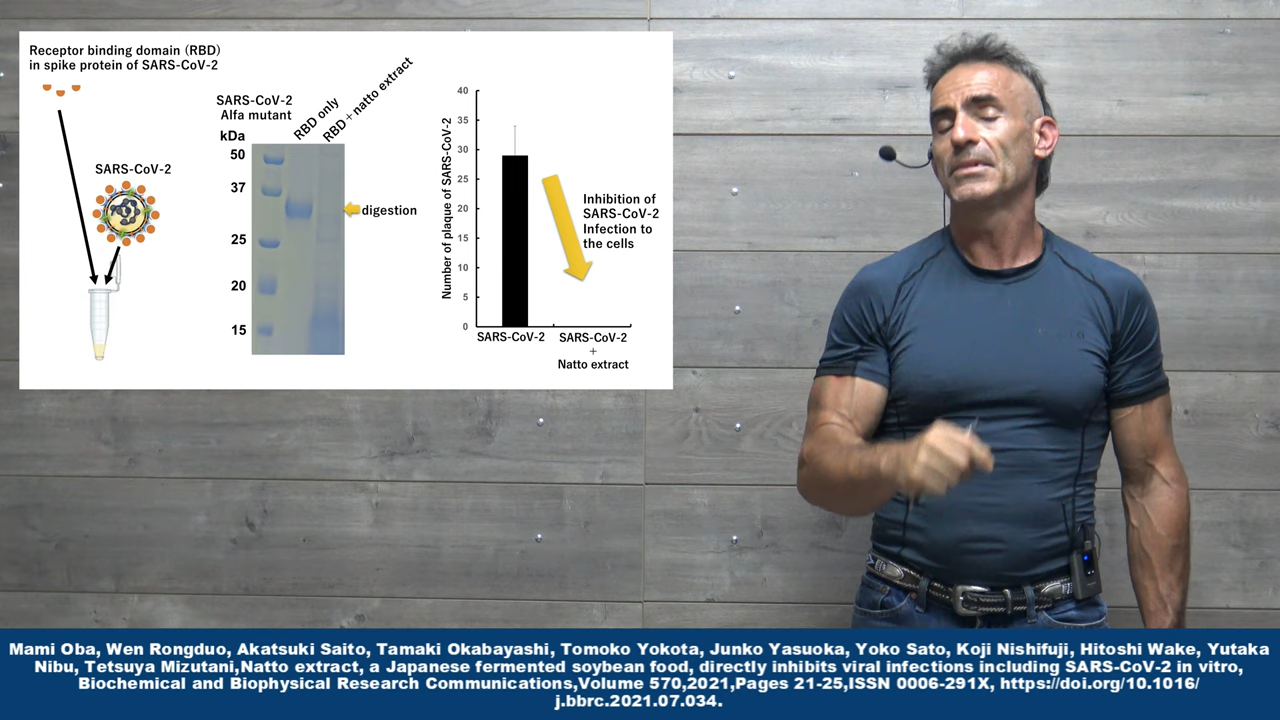 Receptor binding domain (RBD)
in spike protein of SARS-CoV-2
SARS-CoV-2
SARS-CoV-2
Alfa mutant
RBD only
RBD+natto extract
kDa
50
37
25
20
15
digestion
Number of plaque of SARS-CoV-2
40
35
30
25
20
15
10
5
0
SARS-CoV-2
SARS-CoV-2
+
Natto extract
Inhibition of
SARS-CoV-2
Infection to
the cells
Mami Oba, Wen Rongduo, Akatsuki Saito, Tamaki Okabayashi, Tomoko Yokota, Junko Yasuoka, Yoko Sato, Koji Nishifuji, Hitoshi Wake, Yutaka
Nibu, Tetsuya Mizutani,Natto extract, a Japanese fermented soybean food, directly inhibits viral infections including SARS-CoV-2 in vitro,
Biochemical and Biophysical Research Communications,Volume 570,2021,Pages 21-25,ISSN 0006-291X, https://doi.org/10.1016/
j.bbrc.2021.07.034.